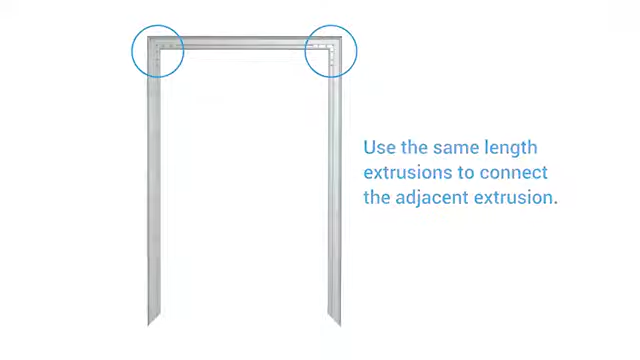 Use the same length
extrusions to connect
the adjacent extrusion.